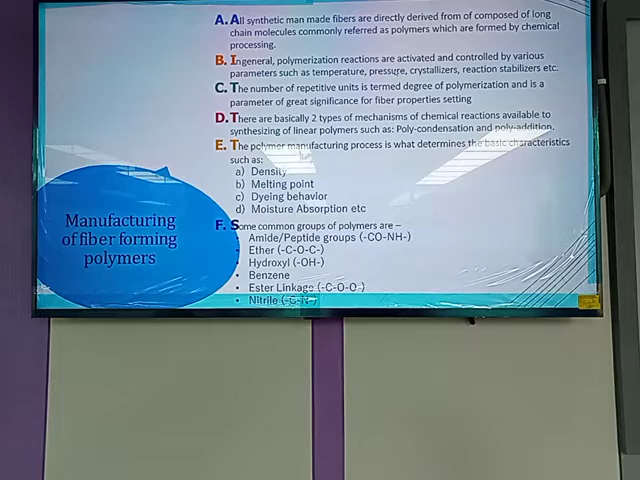 A. All synthetic man made fibers are directly derived from of composed of long
chain molecules commonly referred as polymers which are formed by chemical
processing.
B. In general, polymerization reactions are activated and controlled by various
parameters such as temperature, pressure, crystallizers, reaction stabilizers etc.
C. The number of repetitive units is termed degree of polymerization and is a
parameter of great significance for fiber properties setting
D. There are basically 2 types of mechanisms of chemical reactions available to
synthesizing of linear polymers such as: Poly-condensation and poly-addition.
E. The polymer manufacturing process is what determines the basic characteristics
such as:
a) Density
b) Melting point
c) Dyeing behavior
d) Moisture Absorption etc
Manufacturing
of fiber forming
polymers
F. Some common groups of polymers are –
• Amide/Peptide groups (-CO-NH-)
• Ether (-C-O-C-)
• Hydroxyl (-OH-)
• Benzene
• Ester Linkage (-C-O-O-)
• Nitrile (-C-N-)